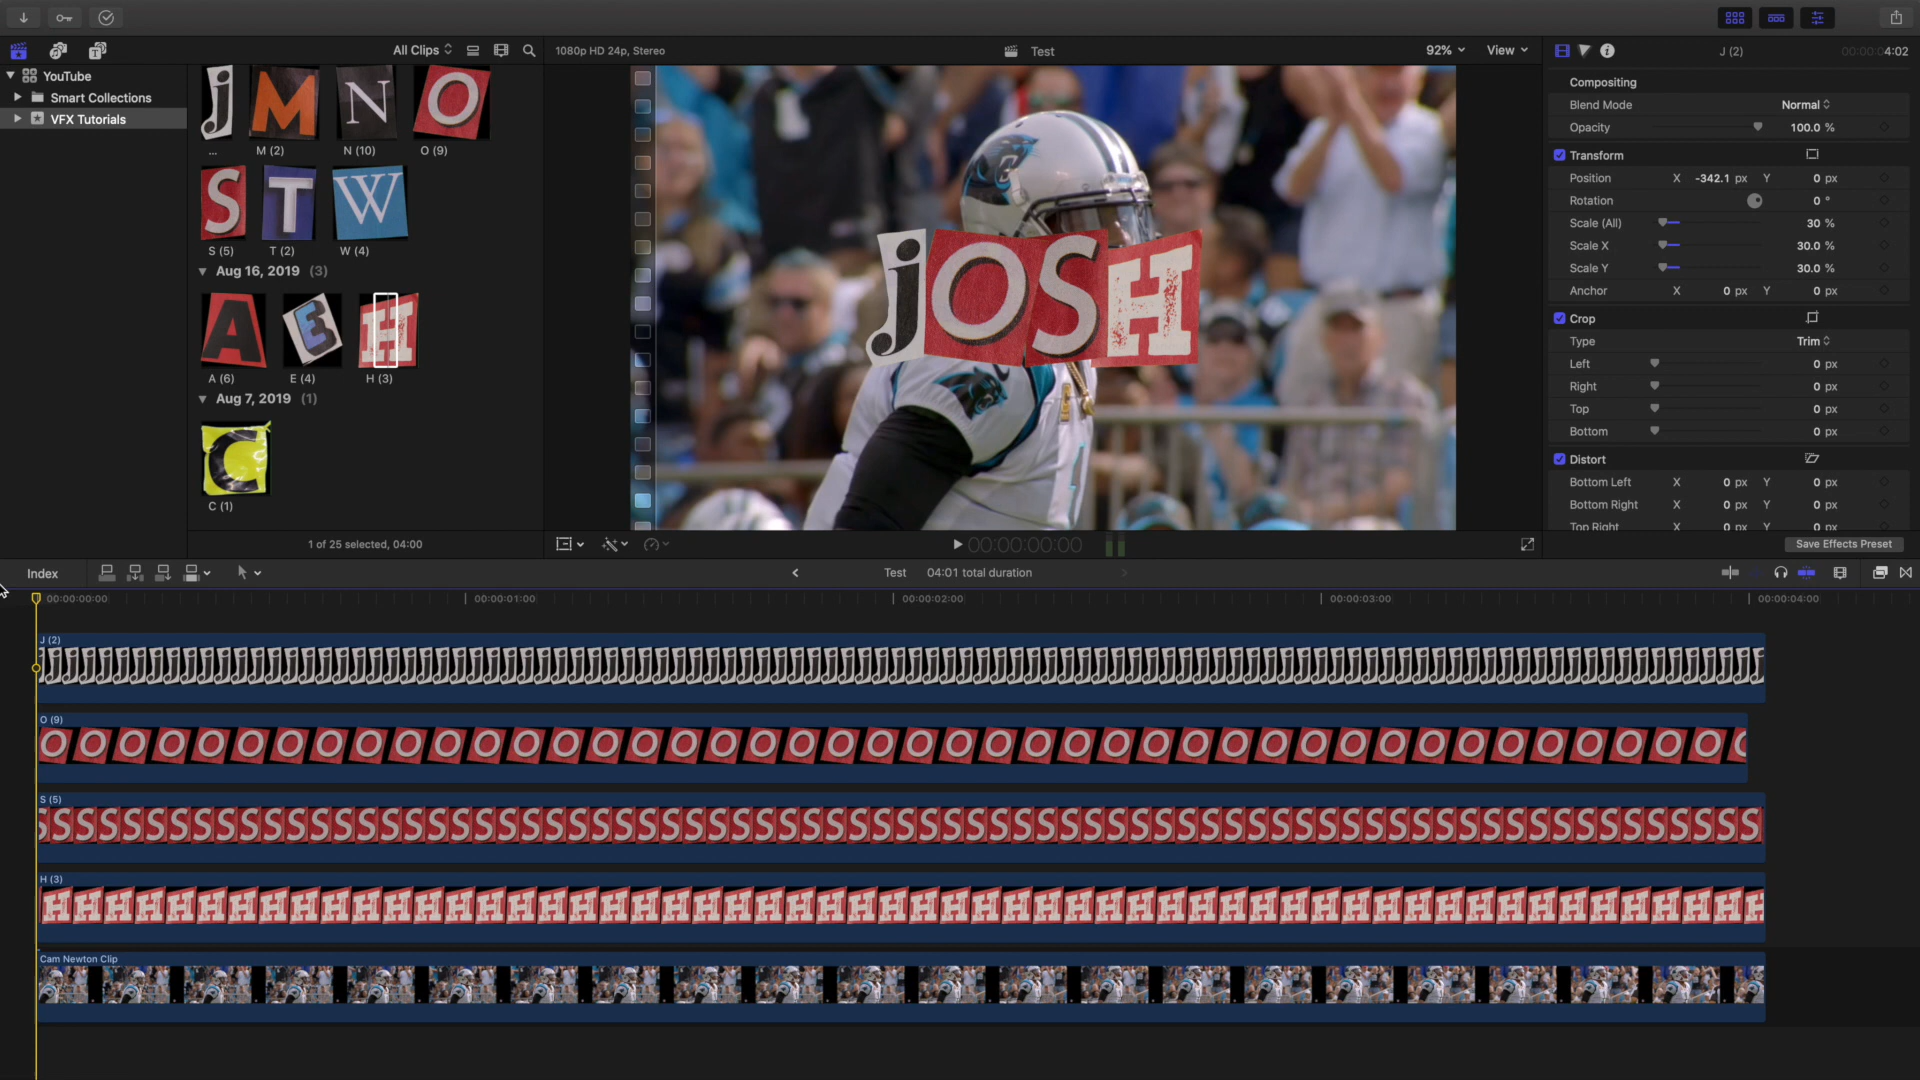 All Clips
1080p HD 24p, Stereo
Test
92%
View
J (2)
00:00:04:02
YouTube
Smart Collections
VFX Tutorials
j M N O
... M (2) N (10) O (9)
S T W
S (5) T (2) W (4)
Aug 16, 2019 (3)
A E H
A (6) E (4) H (3)
Aug 7, 2019 (1)
C
C (1)
1 of 25 selected, 04:00
jOSH
00:00:00:00
Compositing
Blend Mode Normal
Opacity 100.0 %
Transform
Position X -342.1 px Y 0 px
Rotation 0 °
Scale (All) 30 %
Scale X 30.0 %
Scale Y 30.0 %
Anchor X 0 px Y 0 px
Crop
Type Trim
Left 0 px
Right 0 px
Top 0 px
Bottom 0 px
Distort
Bottom Left X 0 px Y 0 px
Bottom Right X 0 px Y 0 px
Top Right X 0 px Y 0 px
Save Effects Preset
Index
Test 04:01 total duration
00:00:00:00 00:00:01:00 00:00:02:00 00:00:03:00 00:00:04:00
J (2)
O (9)
S (5)
H (3)
Cam Newton Clip